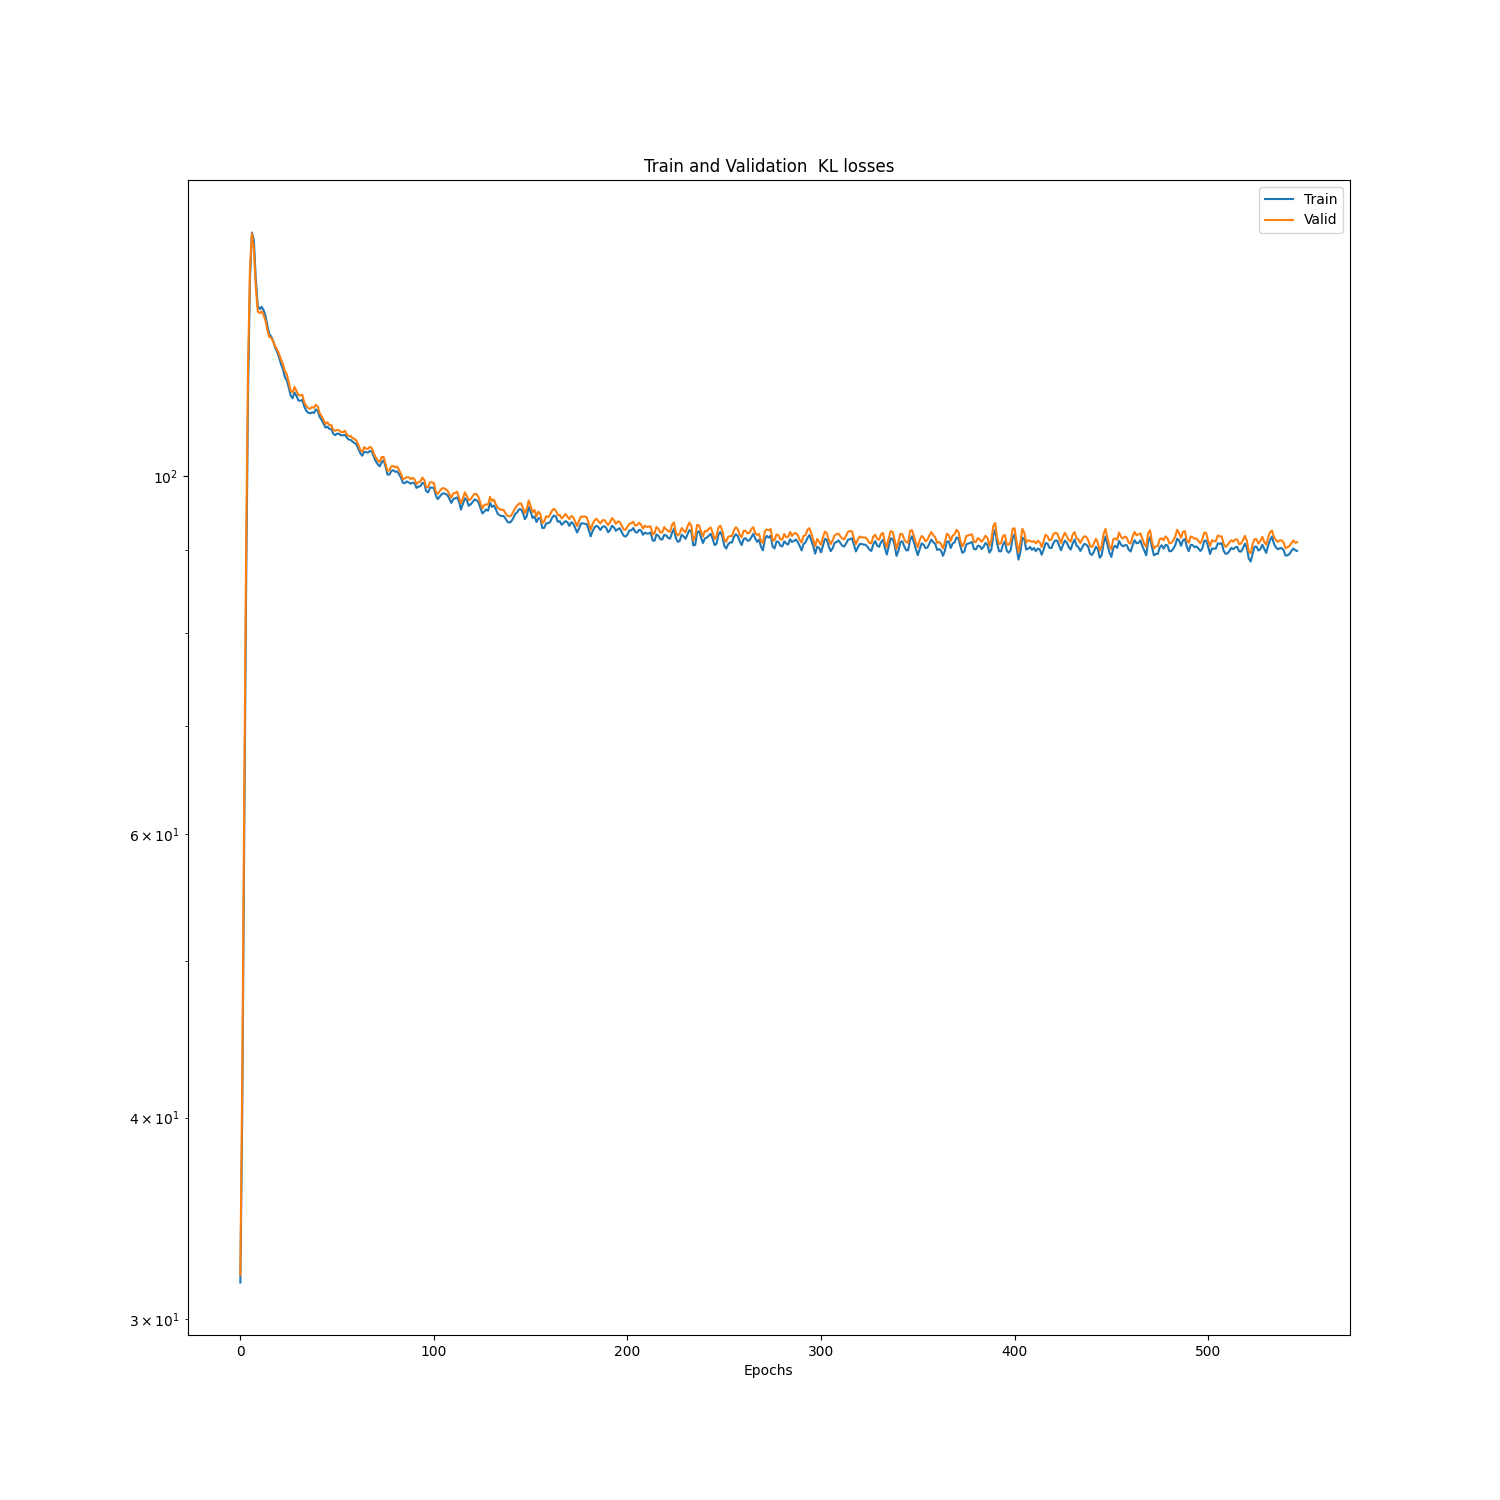 Train and Validation  KL losses
Train
Valid
10²
6 × 10¹
4 × 10¹
3 × 10¹
0 100 200 300 400 500
Epochs